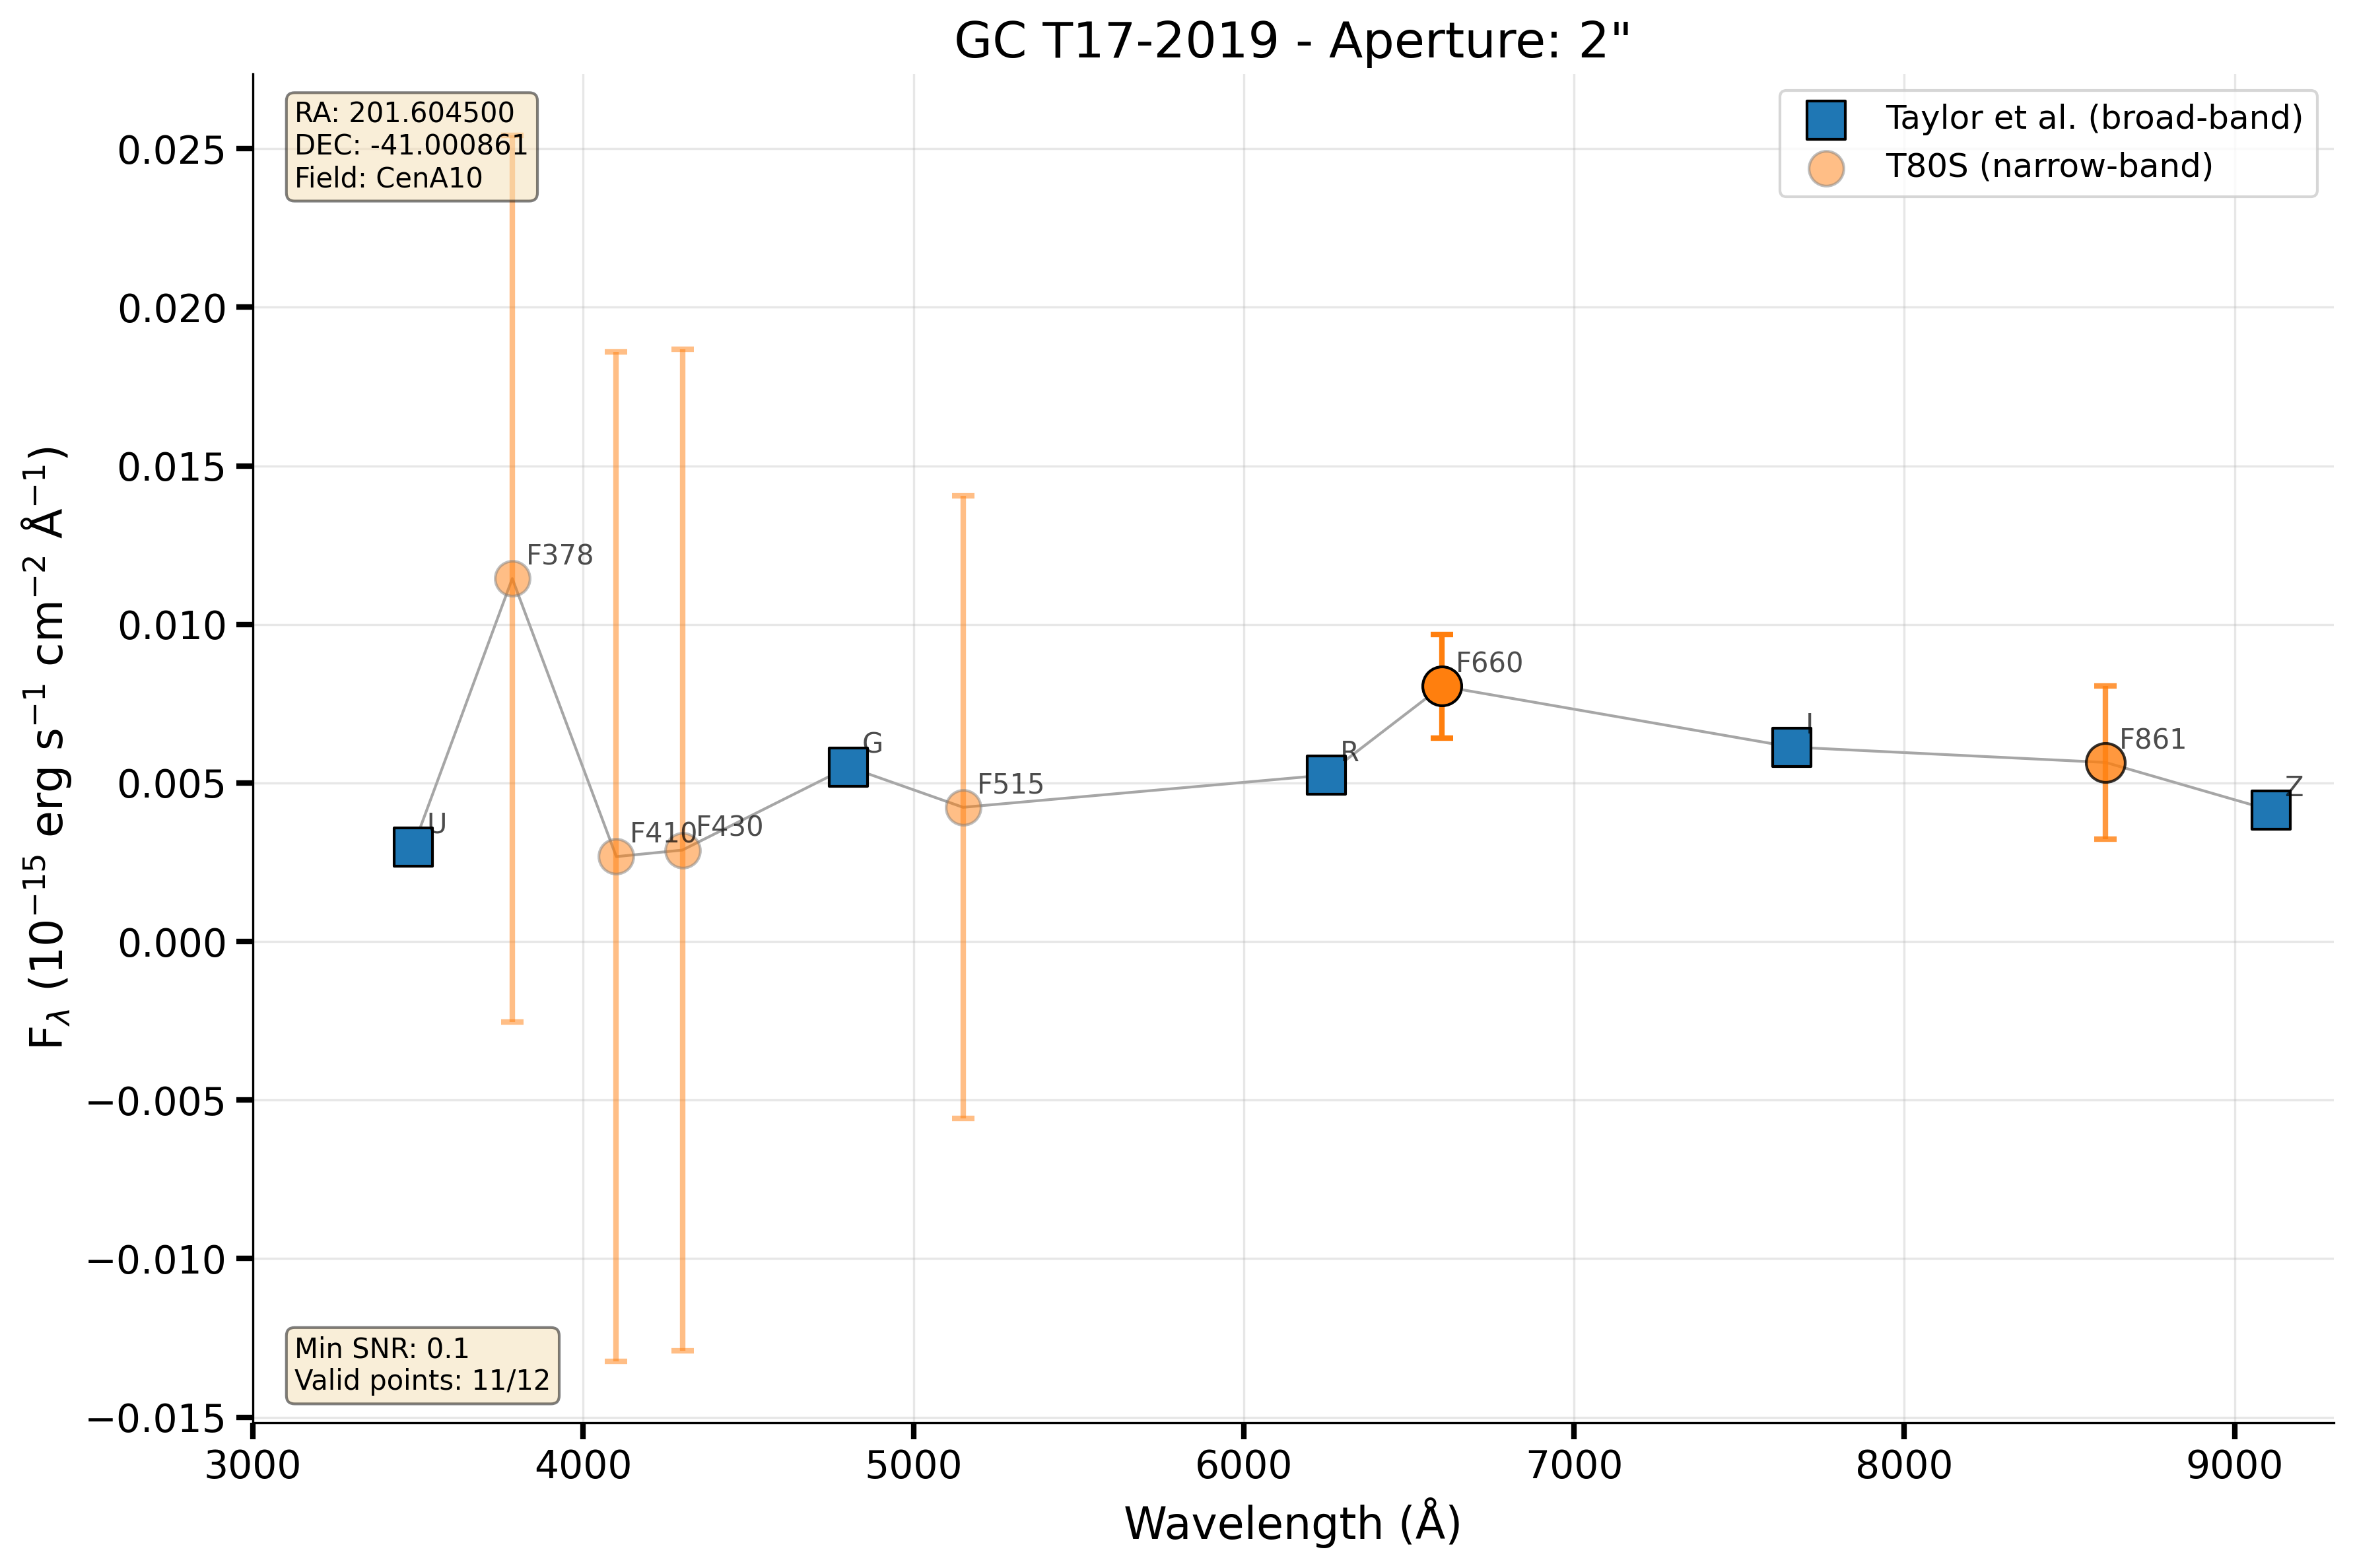 GC T17-2019 - Aperture: 2"
RA: 201.604500
DEC: -41.000861
Field: CenA10
Taylor et al. (broad-band)
T80S (narrow-band)
0.025
0.020
0.015
0.010
0.005
0.000
−0.005
−0.010
−0.015
F_λ (10⁻¹⁵ erg s⁻¹ cm⁻² Å⁻¹)
U
F378
F410
F430
G
F515
R
F660
I
F861
Z
Min SNR: 0.1
Valid points: 11/12
3000 4000 5000 6000 7000 8000 9000
Wavelength (Å)